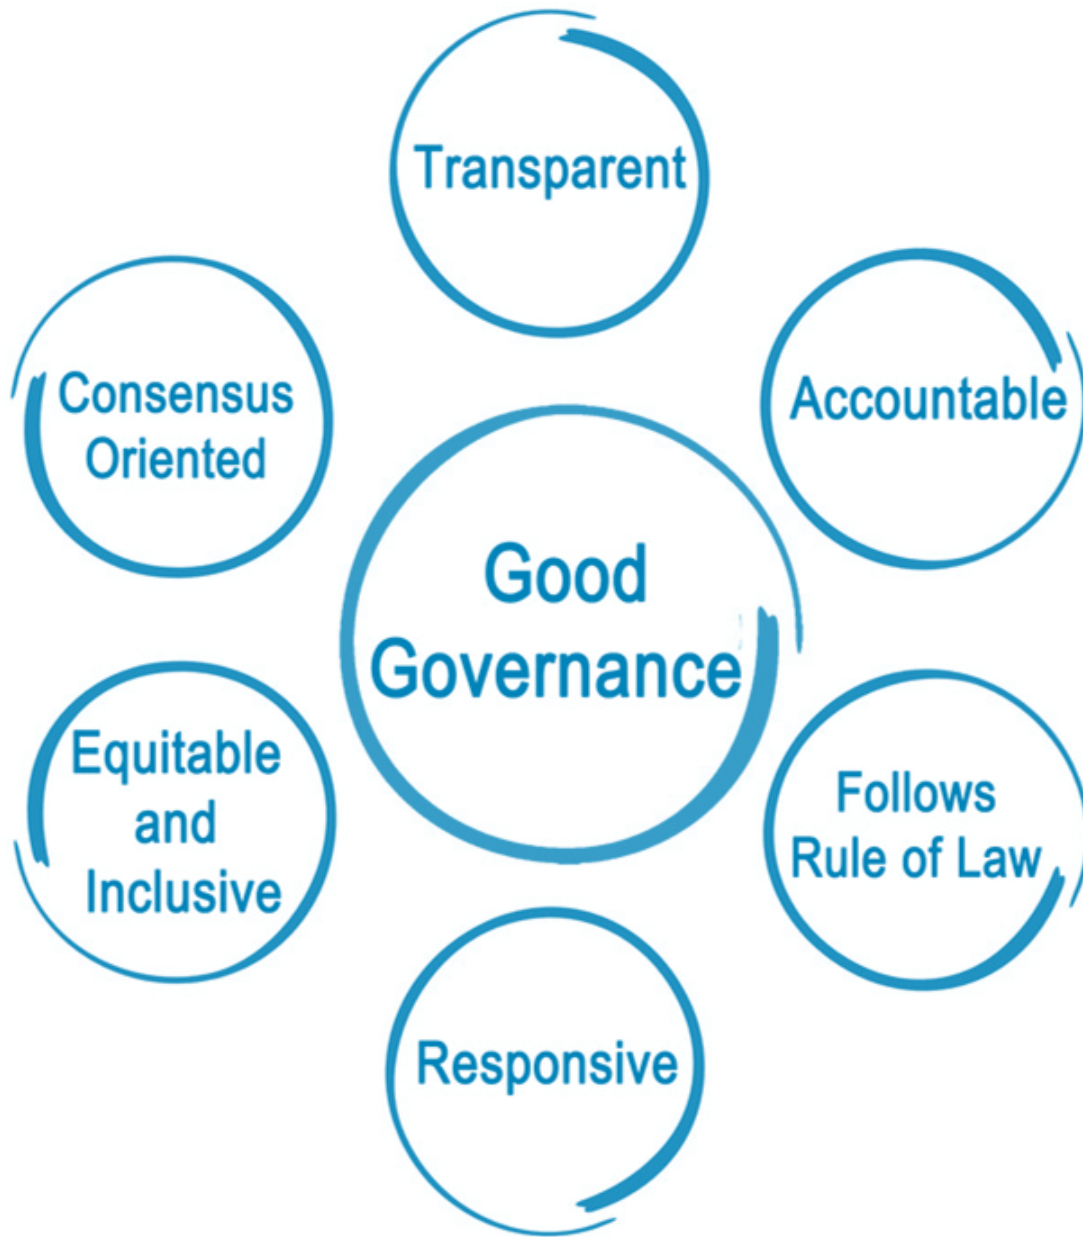 Transparent
Consensus
Oriented
Accountable
Good
Governance
Equitable
and
Inclusive
Follows
Rule of Law
Responsive